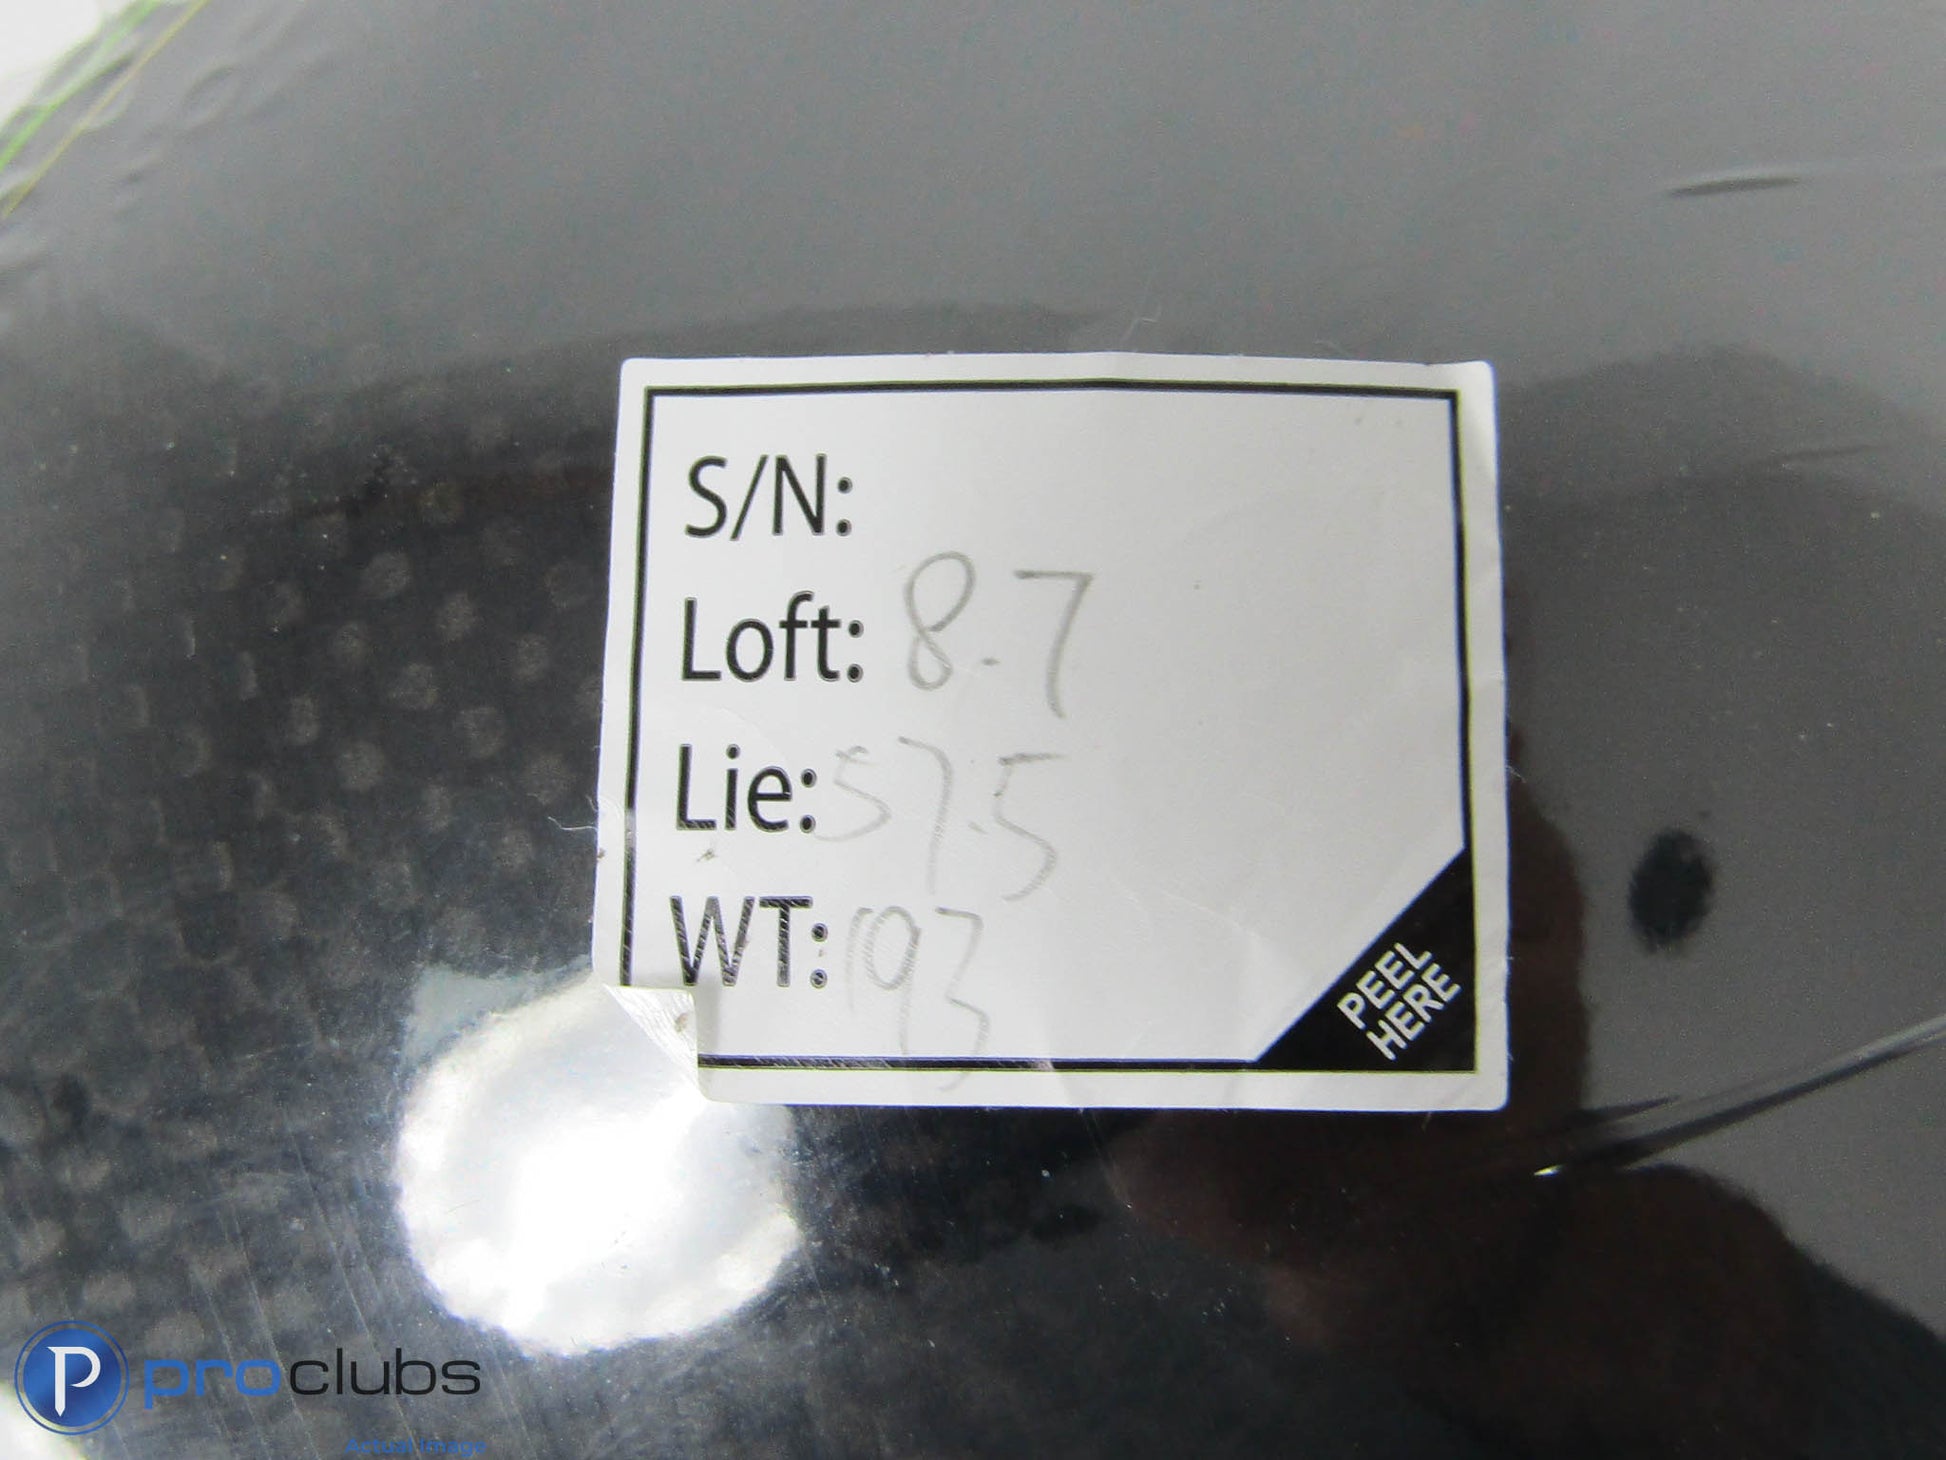 S/N:
Loft: 8.7
Lie: 57.5
WT: 193
PEEL
HERE
P proclubs
Actual Image